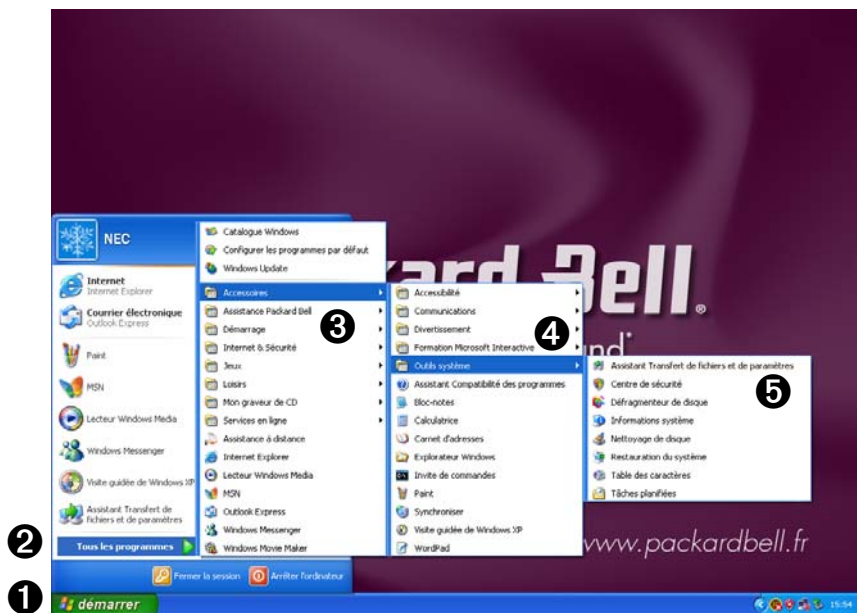 NEC
Internet
Internet Explorer
Courrier électronique
Outlook Express
Paint
MSN
Lecteur Windows Media
Windows Messenger
Visite guidée de Windows XP
Assistant Transfert de
fichiers et de paramètres
❷
Tous les programmes
Fermer la session
Arrêter l'ordinateur
❶
démarrer
Catalogue Windows
Configurer les programmes par défaut
Windows Update
Accessoires
Assistance Packard Bell
❸
Démarrage
Internet & Sécurité
Jeux
Loisirs
Mon graveur de CD
Services en ligne
Assistance à distance
Internet Explorer
Lecteur Windows Media
MSN
Outlook Express
Windows Messenger
Windows Movie Maker
Accessibilité
Communications
Divertissement
❹
Formation Microsoft Interactive
Outils système
Assistant Compatibilité des programmes
Bloc-notes
Calculatrice
Carnet d'adresses
Explorateur Windows
Invite de commandes
Paint
Synchroniser
Visite guidée de Windows XP
WordPad
Assistant Transfert de fichiers et de paramètres
Centre de sécurité
❺
Défragmenteur de disque
Informations système
Nettoyage de disque
Restauration du système
Table des caractères
Tâches planifiées
ckard Bell.
www.packardbell.fr
15:54